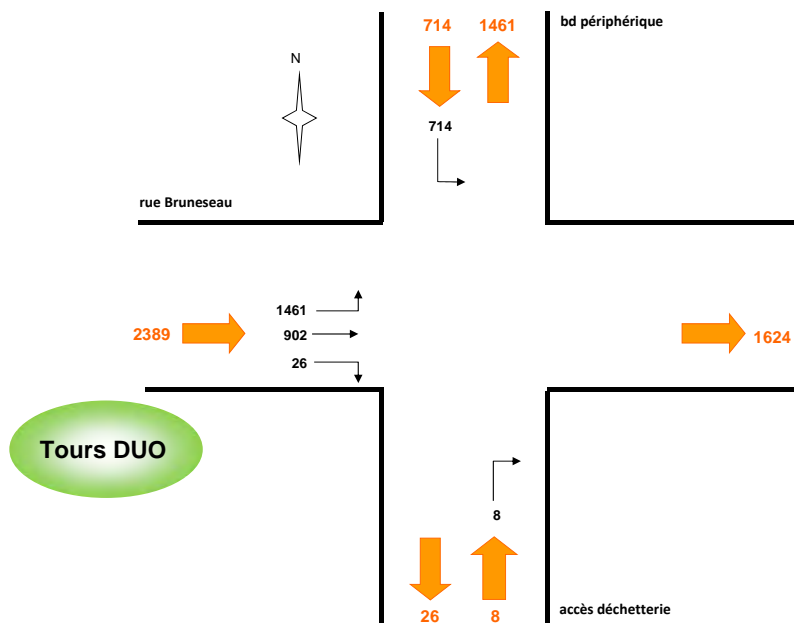 714 1461 bd périphérique
N
714
rue Bruneseau
1461
2389 902 1624
26
Tours DUO
8
26 8 accès déchetterie